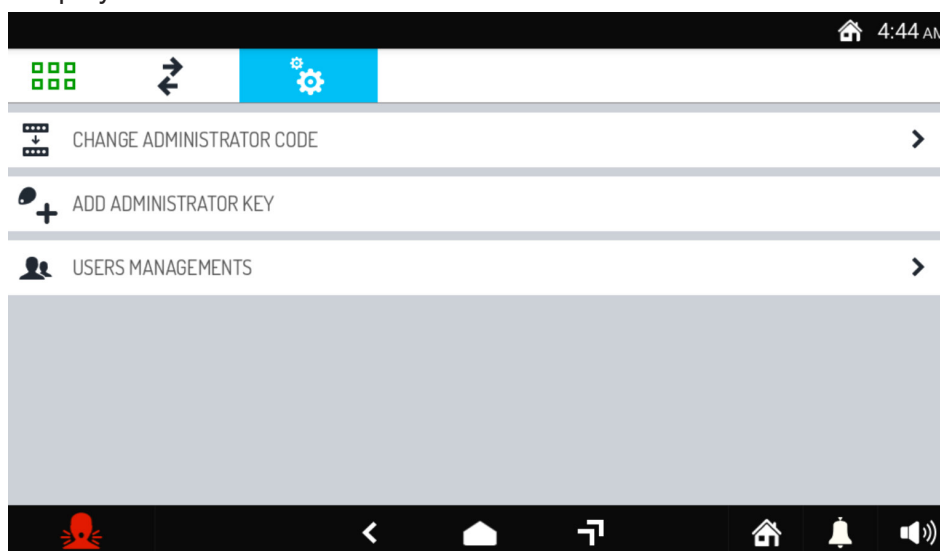 4:44 AM
CHANGE ADMINISTRATOR CODE
ADD ADMINISTRATOR KEY
USERS MANAGEMENTS